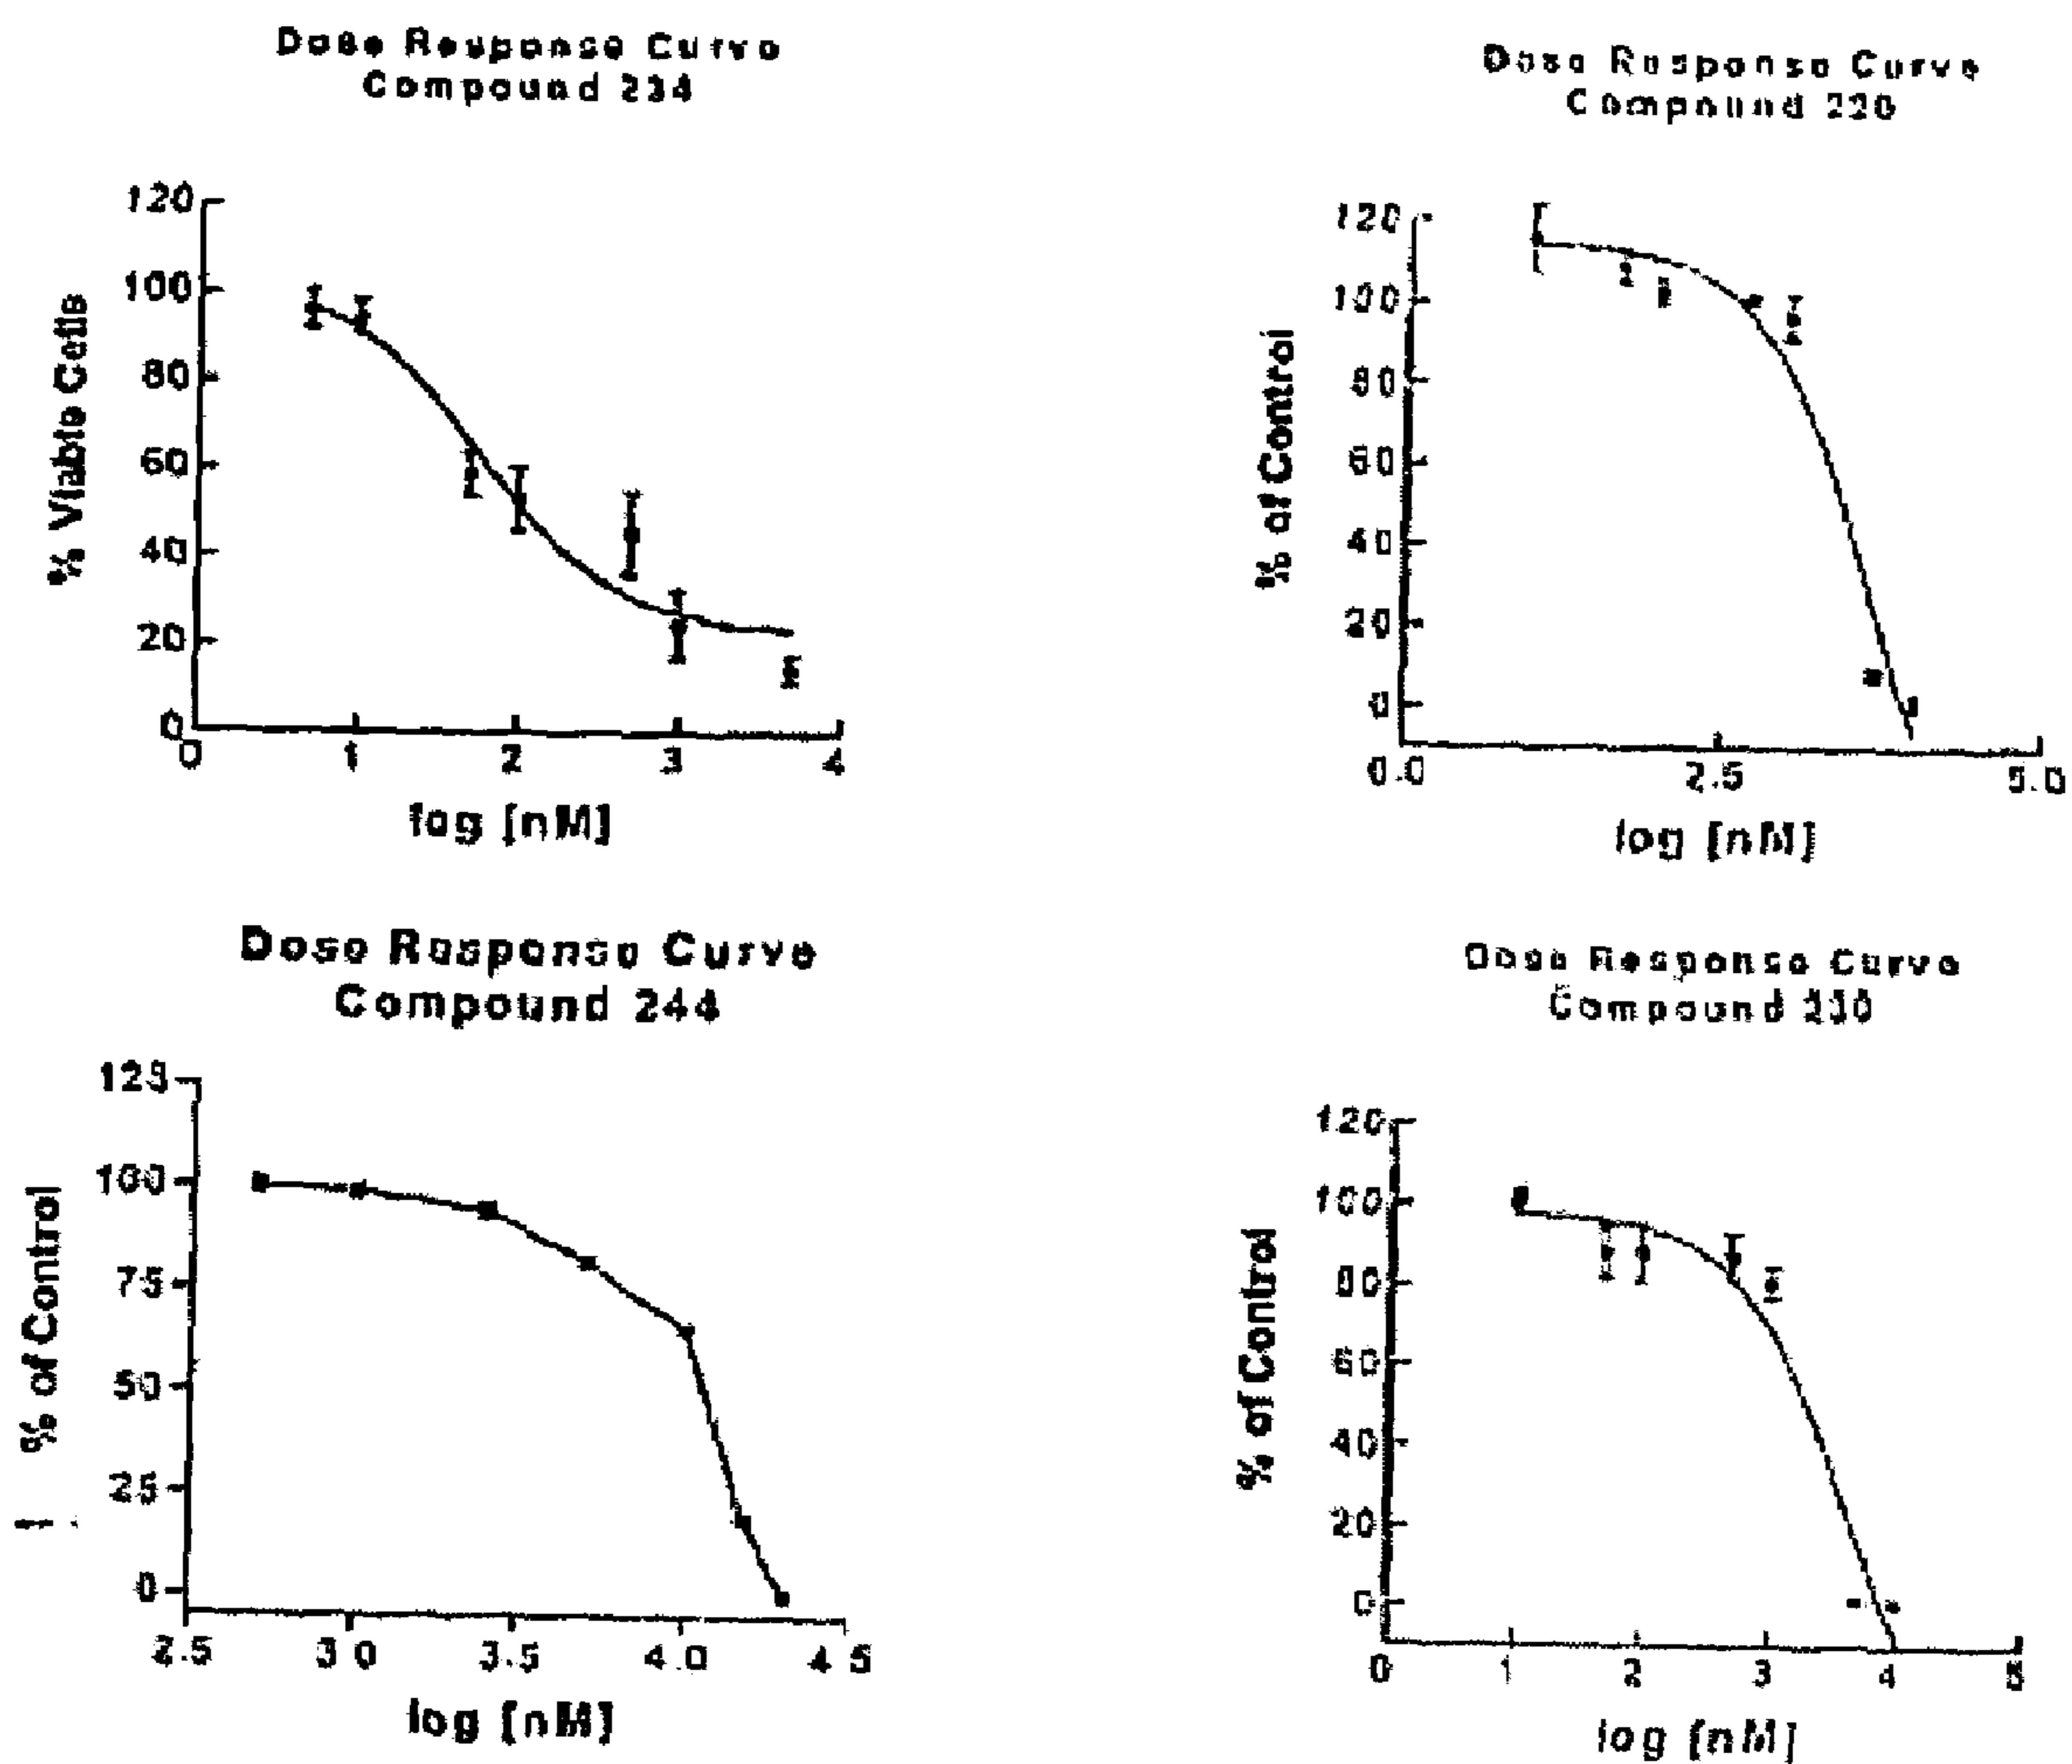 Dose Response Curve
Compound 234
120
100
80
60
40
20
0
0 1 2 3 4
% Viable Cells
log [nM]
Dose Response Curve
Compound 220
120
100
80
60
40
20
0
0.0 2.5 5.0
% of Control
log [nM]
Dose Response Curve
Compound 244
125
100
75
50
25
0
2.5 3.0 3.5 4.0 4.5
% of Control
log [nM]
Dose Response Curve
Compound
120
100
80
60
40
20
0
0 1 2 3 4 5
% of Control
log [nM]